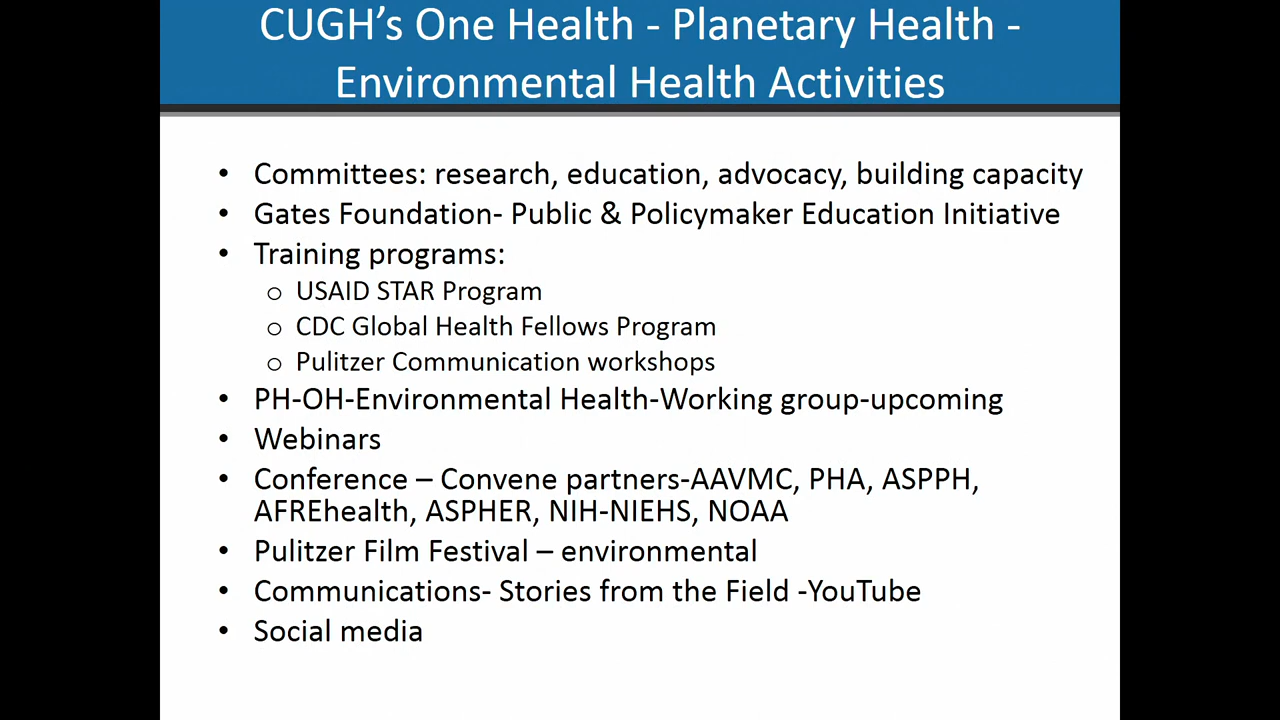 CUGH’s One Health - Planetary Health -
Environmental Health Activities
• Committees: research, education, advocacy, building capacity
• Gates Foundation- Public & Policymaker Education Initiative
• Training programs:
o USAID STAR Program
o CDC Global Health Fellows Program
o Pulitzer Communication workshops
• PH-OH-Environmental Health-Working group-upcoming
• Webinars
• Conference – Convene partners-AAVMC, PHA, ASPPH,
AFREhealth, ASPHER, NIH-NIEHS, NOAA
• Pulitzer Film Festival – environmental
• Communications- Stories from the Field -YouTube
• Social media